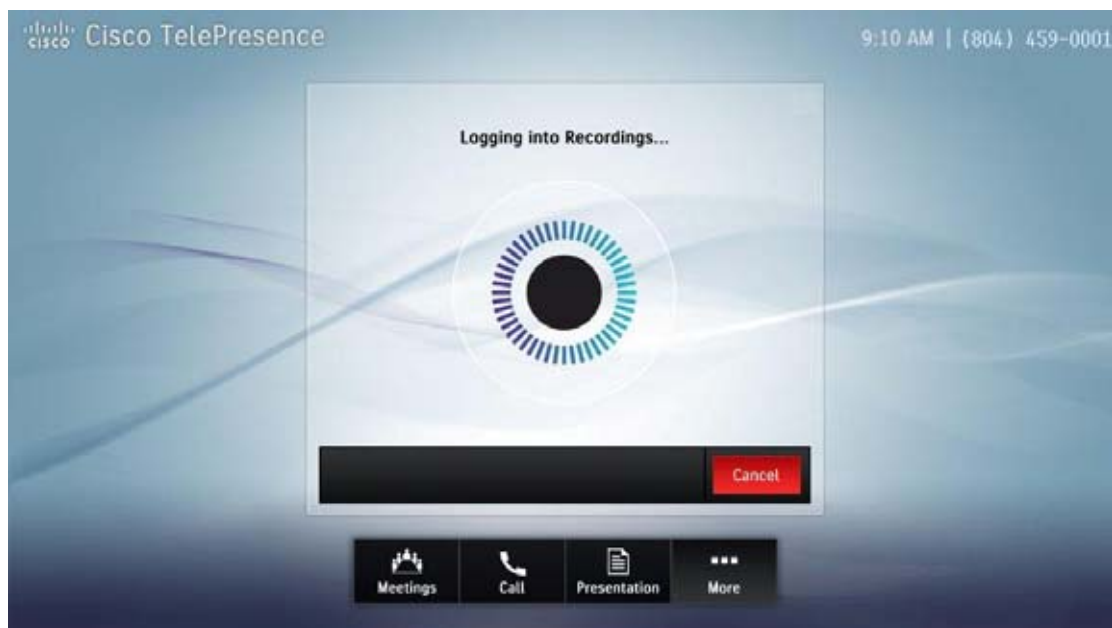 cisco Cisco TelePresence
9:10 AM | (804) 459-0001
Logging into Recordings...
Cancel
Meetings
Call
Presentation
More